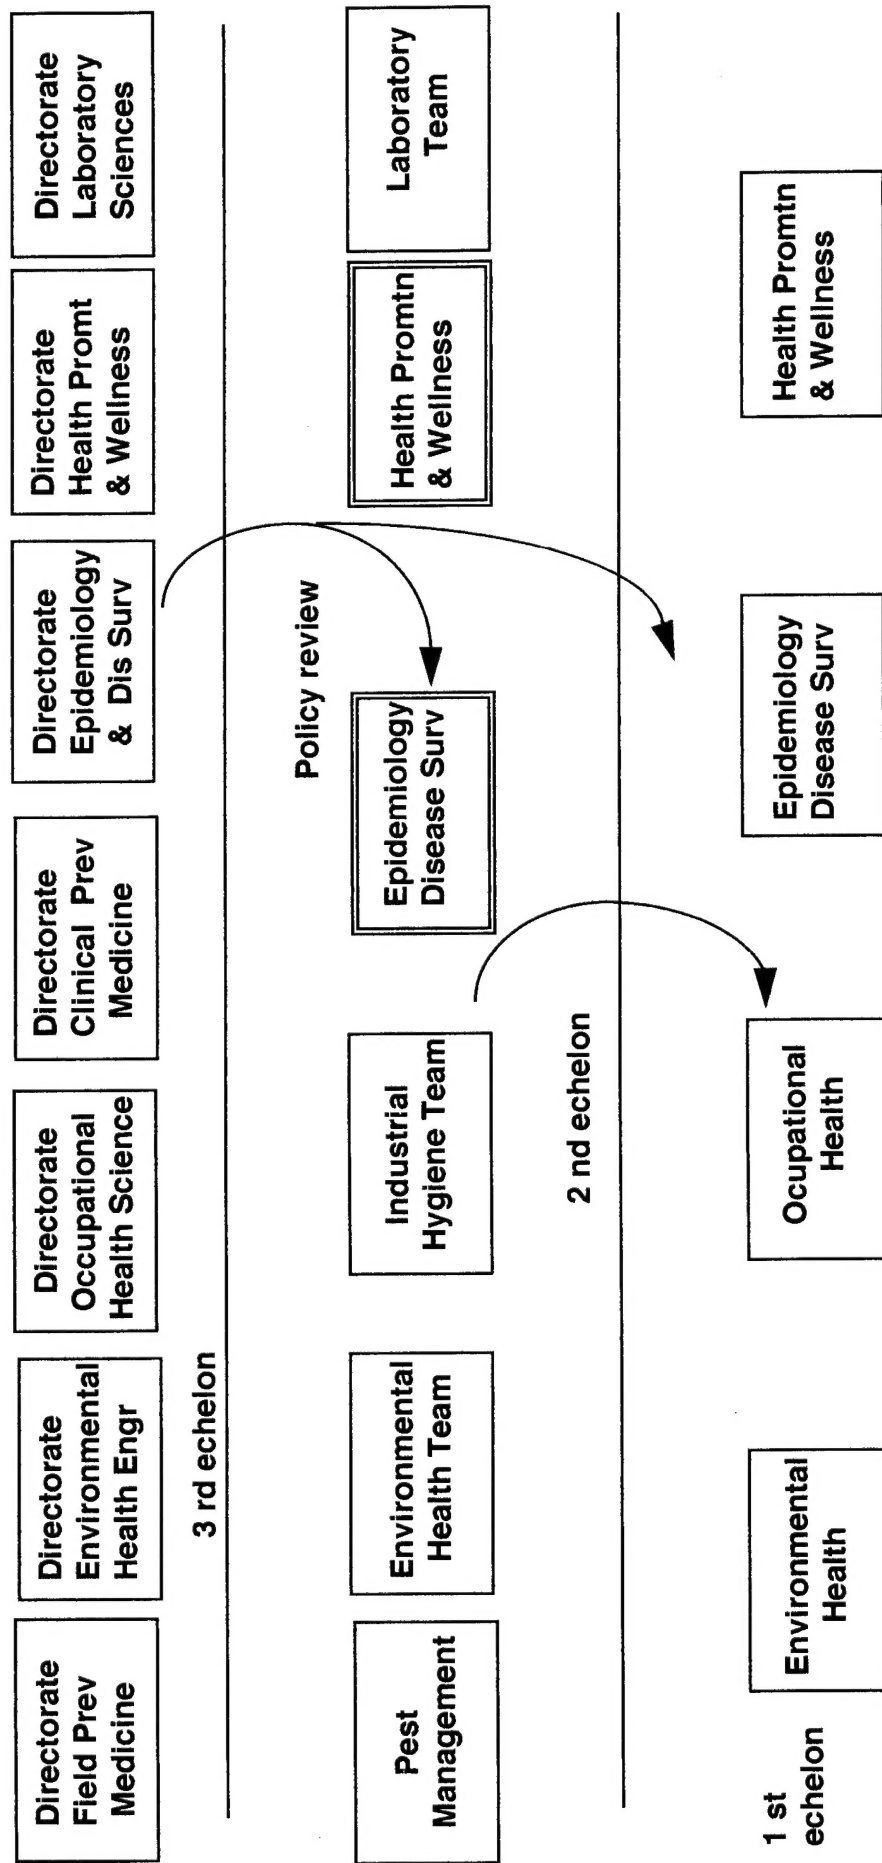 Directorate
Field Prev
Medicine
Directorate
Environmental
Health Engr
Directorate
Occupational
Health Science
Directorate
Clinical Prev
Medicine
Directorate
Epidemiology
& Dis Surv
Directorate
Health Promt
& Wellness
Directorate
Laboratory
Sciences
3 rd echelon
Policy review
Pest
Management
Environmental
Health Team
Industrial
Hygiene Team
Epidemiology
Disease Surv
Health Promtn
& Wellness
Laboratory
Team
2 nd echelon
1 st
echelon
Environmental
Health
Ocupational
Health
Epidemiology
Disease Surv
Health Promtn
& Wellness